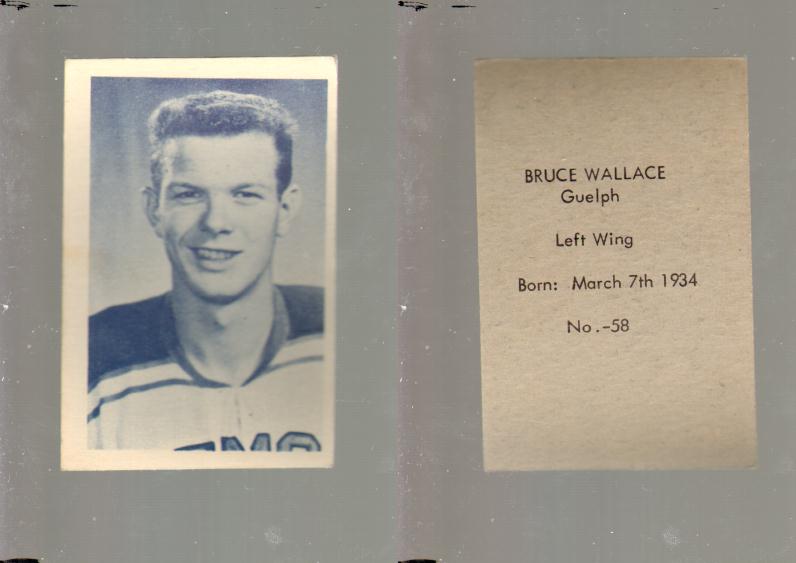 BRUCE WALLACE
Guelph
Left Wing
Born: March 7th 1934
No.-58